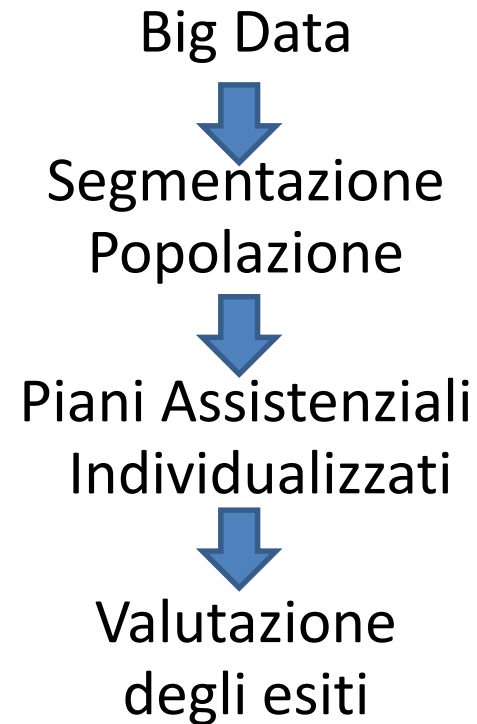 Big Data
Segmentazione
Popolazione
Piani Assistenziali
Individualizzati
Valutazione
degli esiti